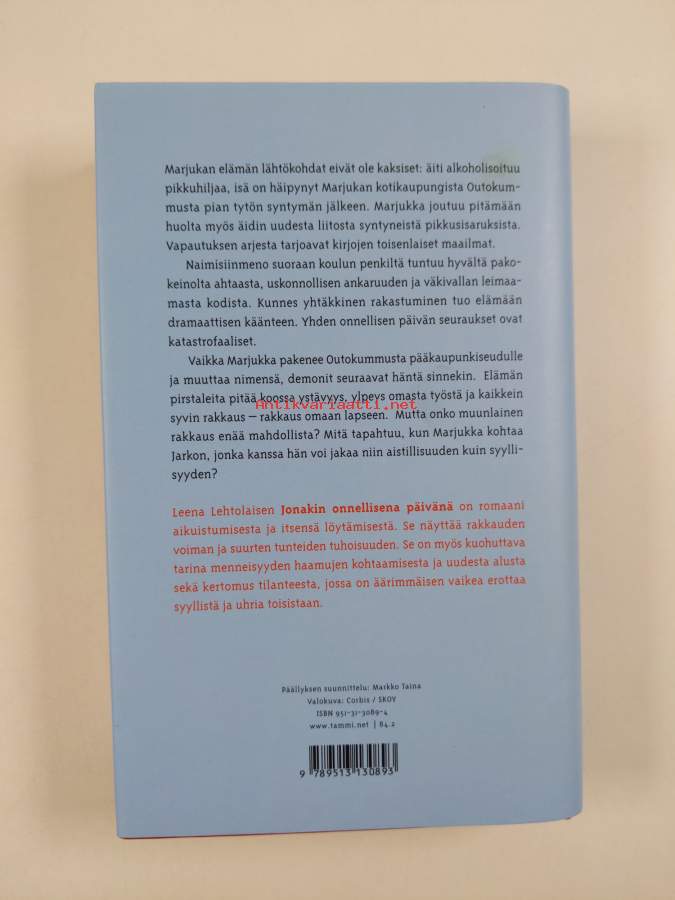 Marjukan elämän lähtökohdat eivät ole kaksiset: äiti alkoholisoituu
pikkuhiljaa, isä on häipynyt Marjukan kotikaupungista Outokum-
musta pian tytön syntymän jälkeen. Marjukka joutuu pitämään
huolta myös äidin uudesta liitosta syntyneistä pikkusisaruksista.
Vapautuksen arjesta tarjoavat kirjojen toisenlaiset maailmat.
Naimisiinmeno suoraan koulun penkiltä tuntuu hyvältä pako-
keinolta ahtaasta, uskonnollisen ankaruuden ja väkivallan leimaa-
masta kodista. Kunnes yhtäkkinen rakastuminen tuo elämään
dramaattisen käänteen. Yhden onnellisen päivän seuraukset ovat
katastrofaaliset.
Vaikka Marjukka pakenee Outokummusta pääkaupunkiseudulle
ja muuttaa nimensä, demonit seuraavat häntä sinnekin. Elämän
pirstaleita pitää koossa ystävyys, ylpeys omasta työstä ja kaikkein
Antikvariaatti.net
syvin rakkaus – rakkaus omaan lapseen. Mutta onko muunlainen
rakkaus enää mahdollista? Mitä tapahtuu, kun Marjukka kohtaa
Jarkon, jonka kanssa hän voi jakaa niin aistillisuuden kuin syylli-
syyden?
Leena Lehtolaisen Jonakin onnellisena päivänä on romaani
aikuistumisesta ja itsensä löytämisestä. Se näyttää rakkauden
voiman ja suurten tunteiden tuhoisuuden. Se on myös kuohuttava
tarina menneisyyden haamujen kohtaamisesta ja uudesta alusta
sekä kertomus tilanteesta, jossa on äärimmäisen vaikea erottaa
syyllistä ja uhria toisistaan.
Päällyksen suunnittelu: Markko Taina
Valokuva: Corbis / SKOY
ISBN 951-31-3089-4
www.tammi.net | 84.2
9 789513 130893